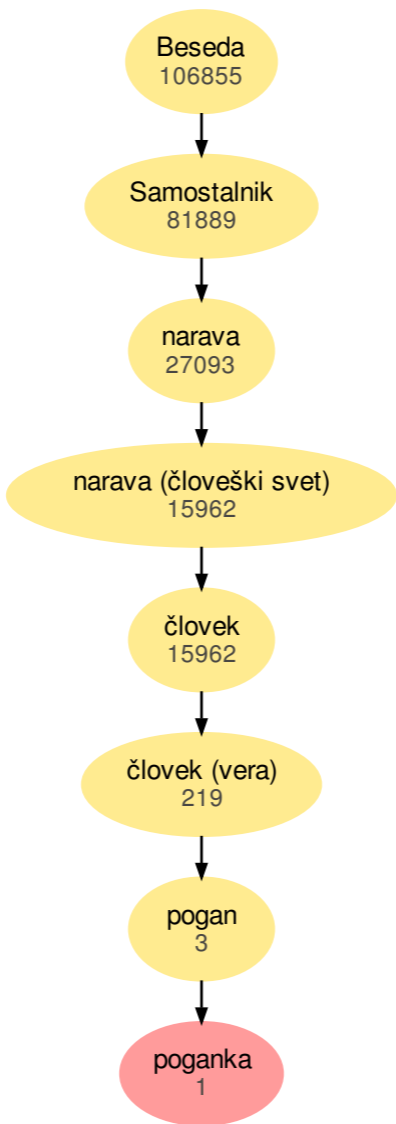 Beseda
106855
Samostalnik
81889
narava
27093
narava (človeški svet)
15962
človek
15962
človek (vera)
219
pogan
3
poganka
1